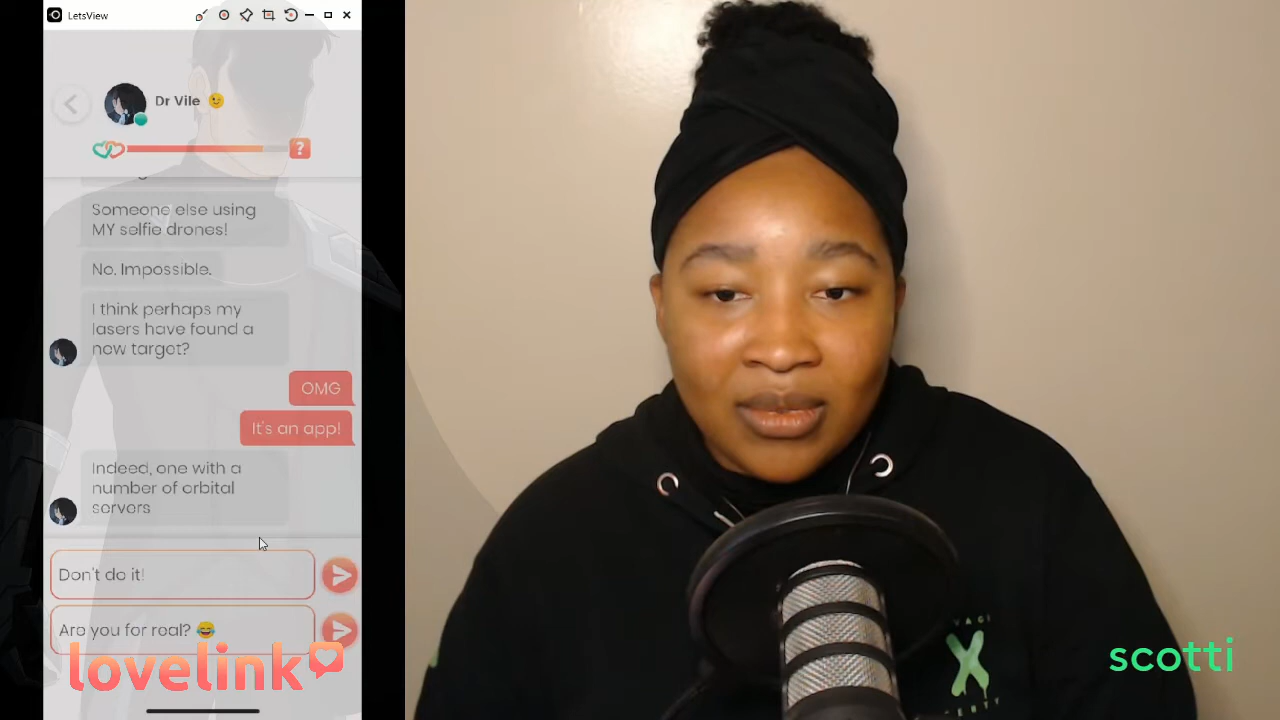 LetsView
Dr Vile 😉
?
Someone else using
MY selfie drones!
No. Impossible.
I think perhaps my
lasers have found a
new target?
OMG
It's an app!
Indeed, one with a
number of orbital
servers
Don't do it!
Are you for real? 😂
lovelink
scotti
X